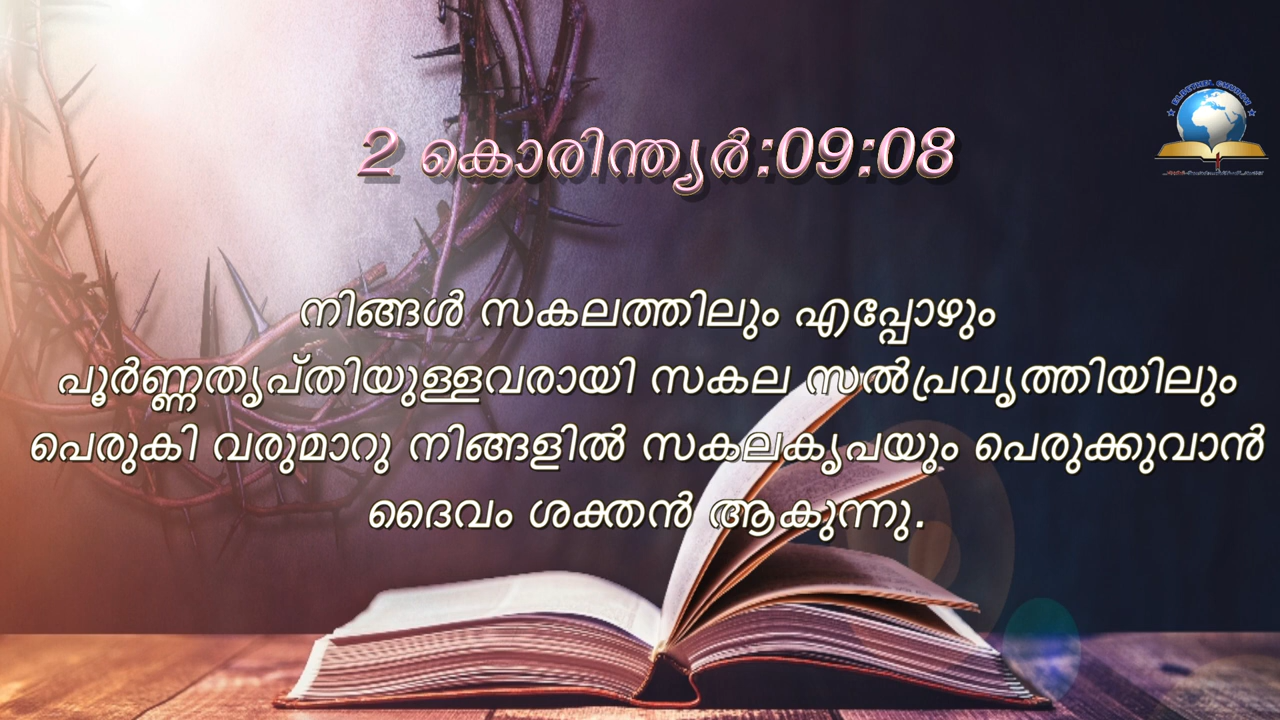 2 കൊരിന്ത്യർ:09:08
നിങ്ങൾ സകലത്തിലും എപ്പോഴും
പൂർണ്ണതൃപ്തിയുള്ളവരായി സകല സൽപ്രവൃത്തിയിലും
പെരുകി വരുമാറു നിങ്ങളിൽ സകലകൃപയും പെരുക്കുവാൻ
ദൈവം ശക്തൻ ആകുന്നു.